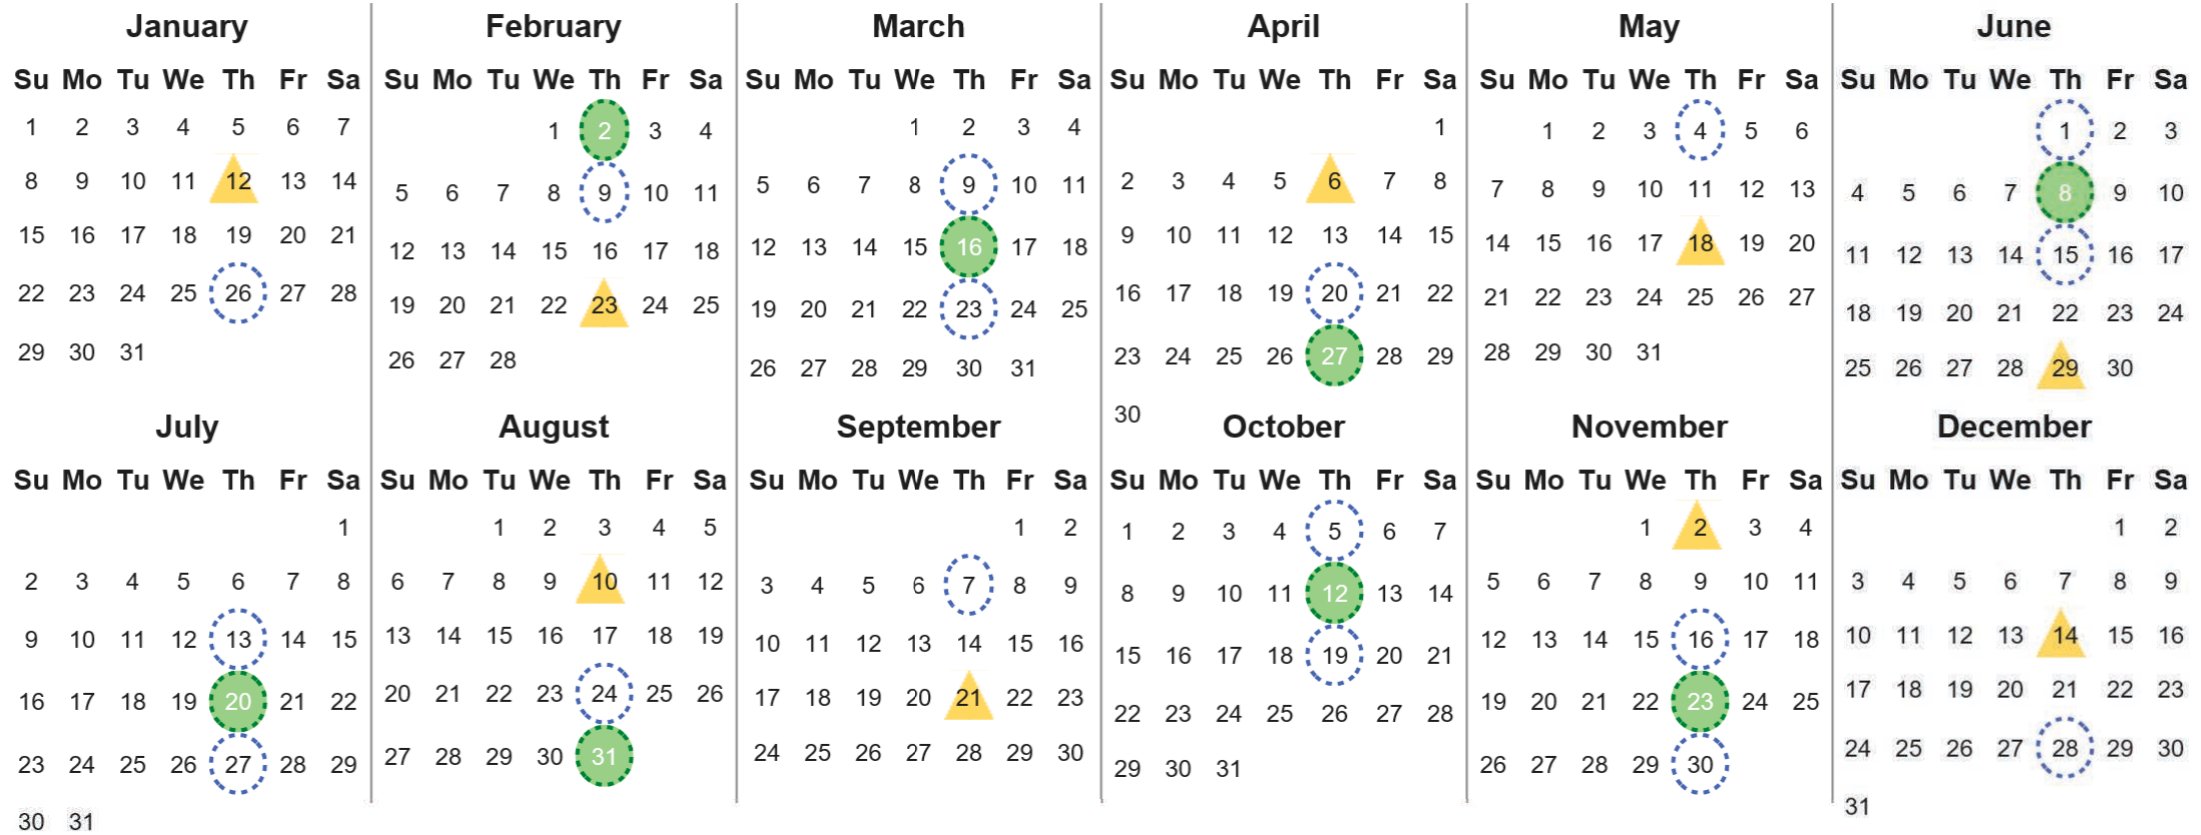 January
Su Mo Tu We Th Fr Sa
1 2 3 4 5 6 7
8 9 10 11 12 13 14
15 16 17 18 19 20 21
22 23 24 25 26 27 28
29 30 31
February
Su Mo Tu We Th Fr Sa
1 2 3 4
5 6 7 8 9 10 11
12 13 14 15 16 17 18
19 20 21 22 23 24 25
26 27 28
March
Su Mo Tu We Th Fr Sa
1 2 3 4
5 6 7 8 9 10 11
12 13 14 15 16 17 18
19 20 21 22 23 24 25
26 27 28 29 30 31
April
Su Mo Tu We Th Fr Sa
1
2 3 4 5 6 7 8
9 10 11 12 13 14 15
16 17 18 19 20 21 22
23 24 25 26 27 28 29
30
May
Su Mo Tu We Th Fr Sa
1 2 3 4 5 6
7 8 9 10 11 12 13
14 15 16 17 18 19 20
21 22 23 24 25 26 27
28 29 30 31
June
Su Mo Tu We Th Fr Sa
1 2 3
4 5 6 7 8 9 10
11 12 13 14 15 16 17
18 19 20 21 22 23 24
25 26 27 28 29 30
July
Su Mo Tu We Th Fr Sa
1
2 3 4 5 6 7 8
9 10 11 12 13 14 15
16 17 18 19 20 21 22
23 24 25 26 27 28 29
30 31
August
Su Mo Tu We Th Fr Sa
1 2 3 4 5
6 7 8 9 10 11 12
13 14 15 16 17 18 19
20 21 22 23 24 25 26
27 28 29 30 31
September
Su Mo Tu We Th Fr Sa
1 2
3 4 5 6 7 8 9
10 11 12 13 14 15 16
17 18 19 20 21 22 23
24 25 26 27 28 29 30
October
Su Mo Tu We Th Fr Sa
1 2 3 4 5 6 7
8 9 10 11 12 13 14
15 16 17 18 19 20 21
22 23 24 25 26 27 28
29 30 31
November
Su Mo Tu We Th Fr Sa
1 2 3 4
5 6 7 8 9 10 11
12 13 14 15 16 17 18
19 20 21 22 23 24 25
26 27 28 29 30
December
Su Mo Tu We Th Fr Sa
1 2
3 4 5 6 7 8 9
10 11 12 13 14 15 16
17 18 19 20 21 22 23
24 25 26 27 28 29 30
31